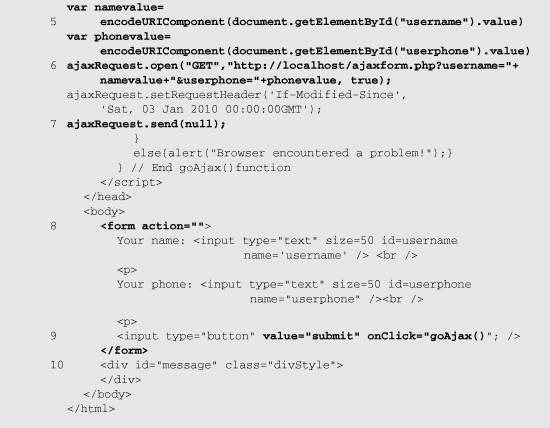 var namevalue=
5 encodeURIComponent(document.getElementById("username").value)
var phonevalue=
encodeURIComponent(document.getElementById("userphone").value)
6 ajaxRequest.open("GET","http://localhost/ajaxform.php?username="+
namevalue+"&userphone="+phonevalue, true);
ajaxRequest.setRequestHeader('If-Modified-Since',
'Sat, 03 Jan 2010 00:00:00GMT');
7 ajaxRequest.send(null);
}
else{alert("Browser encountered a problem!");}
} // End goAjax()function
</script>
</head>
<body>
8 <form action="">
Your name: <input type="text" size=50 id=username
name='username' /> <br />
<p>
Your phone: <input type="text" size=50 id=userphone
name="userphone" /><br />
<p>
9 <input type="button" value="submit" onClick="goAjax()"; />
</form>
10 <div id="message" class="divStyle">
</div>
</body>
</html>